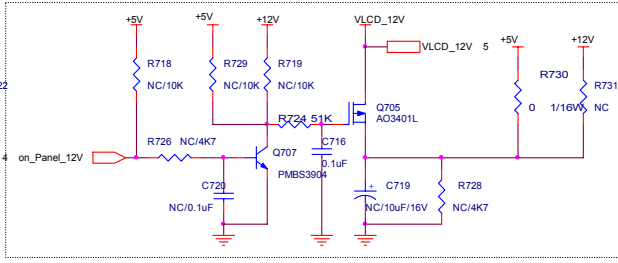 +5V
+5V
+12V
VLCD_12V
VLCD_12V 5
+5V
+12V
R718
NC/10K
R729
NC/10K
R719
NC/10K
R730
0 1/16W
R731
NC
22
R724 51K
Q705
AO3401L
R726 NC/4K7
C716
0.1uF
4 on_Panel_12V
Q707
PMBS3904
C720
NC/0.1uF
+
C719
NC/10uF/16V
R728
NC/4K7